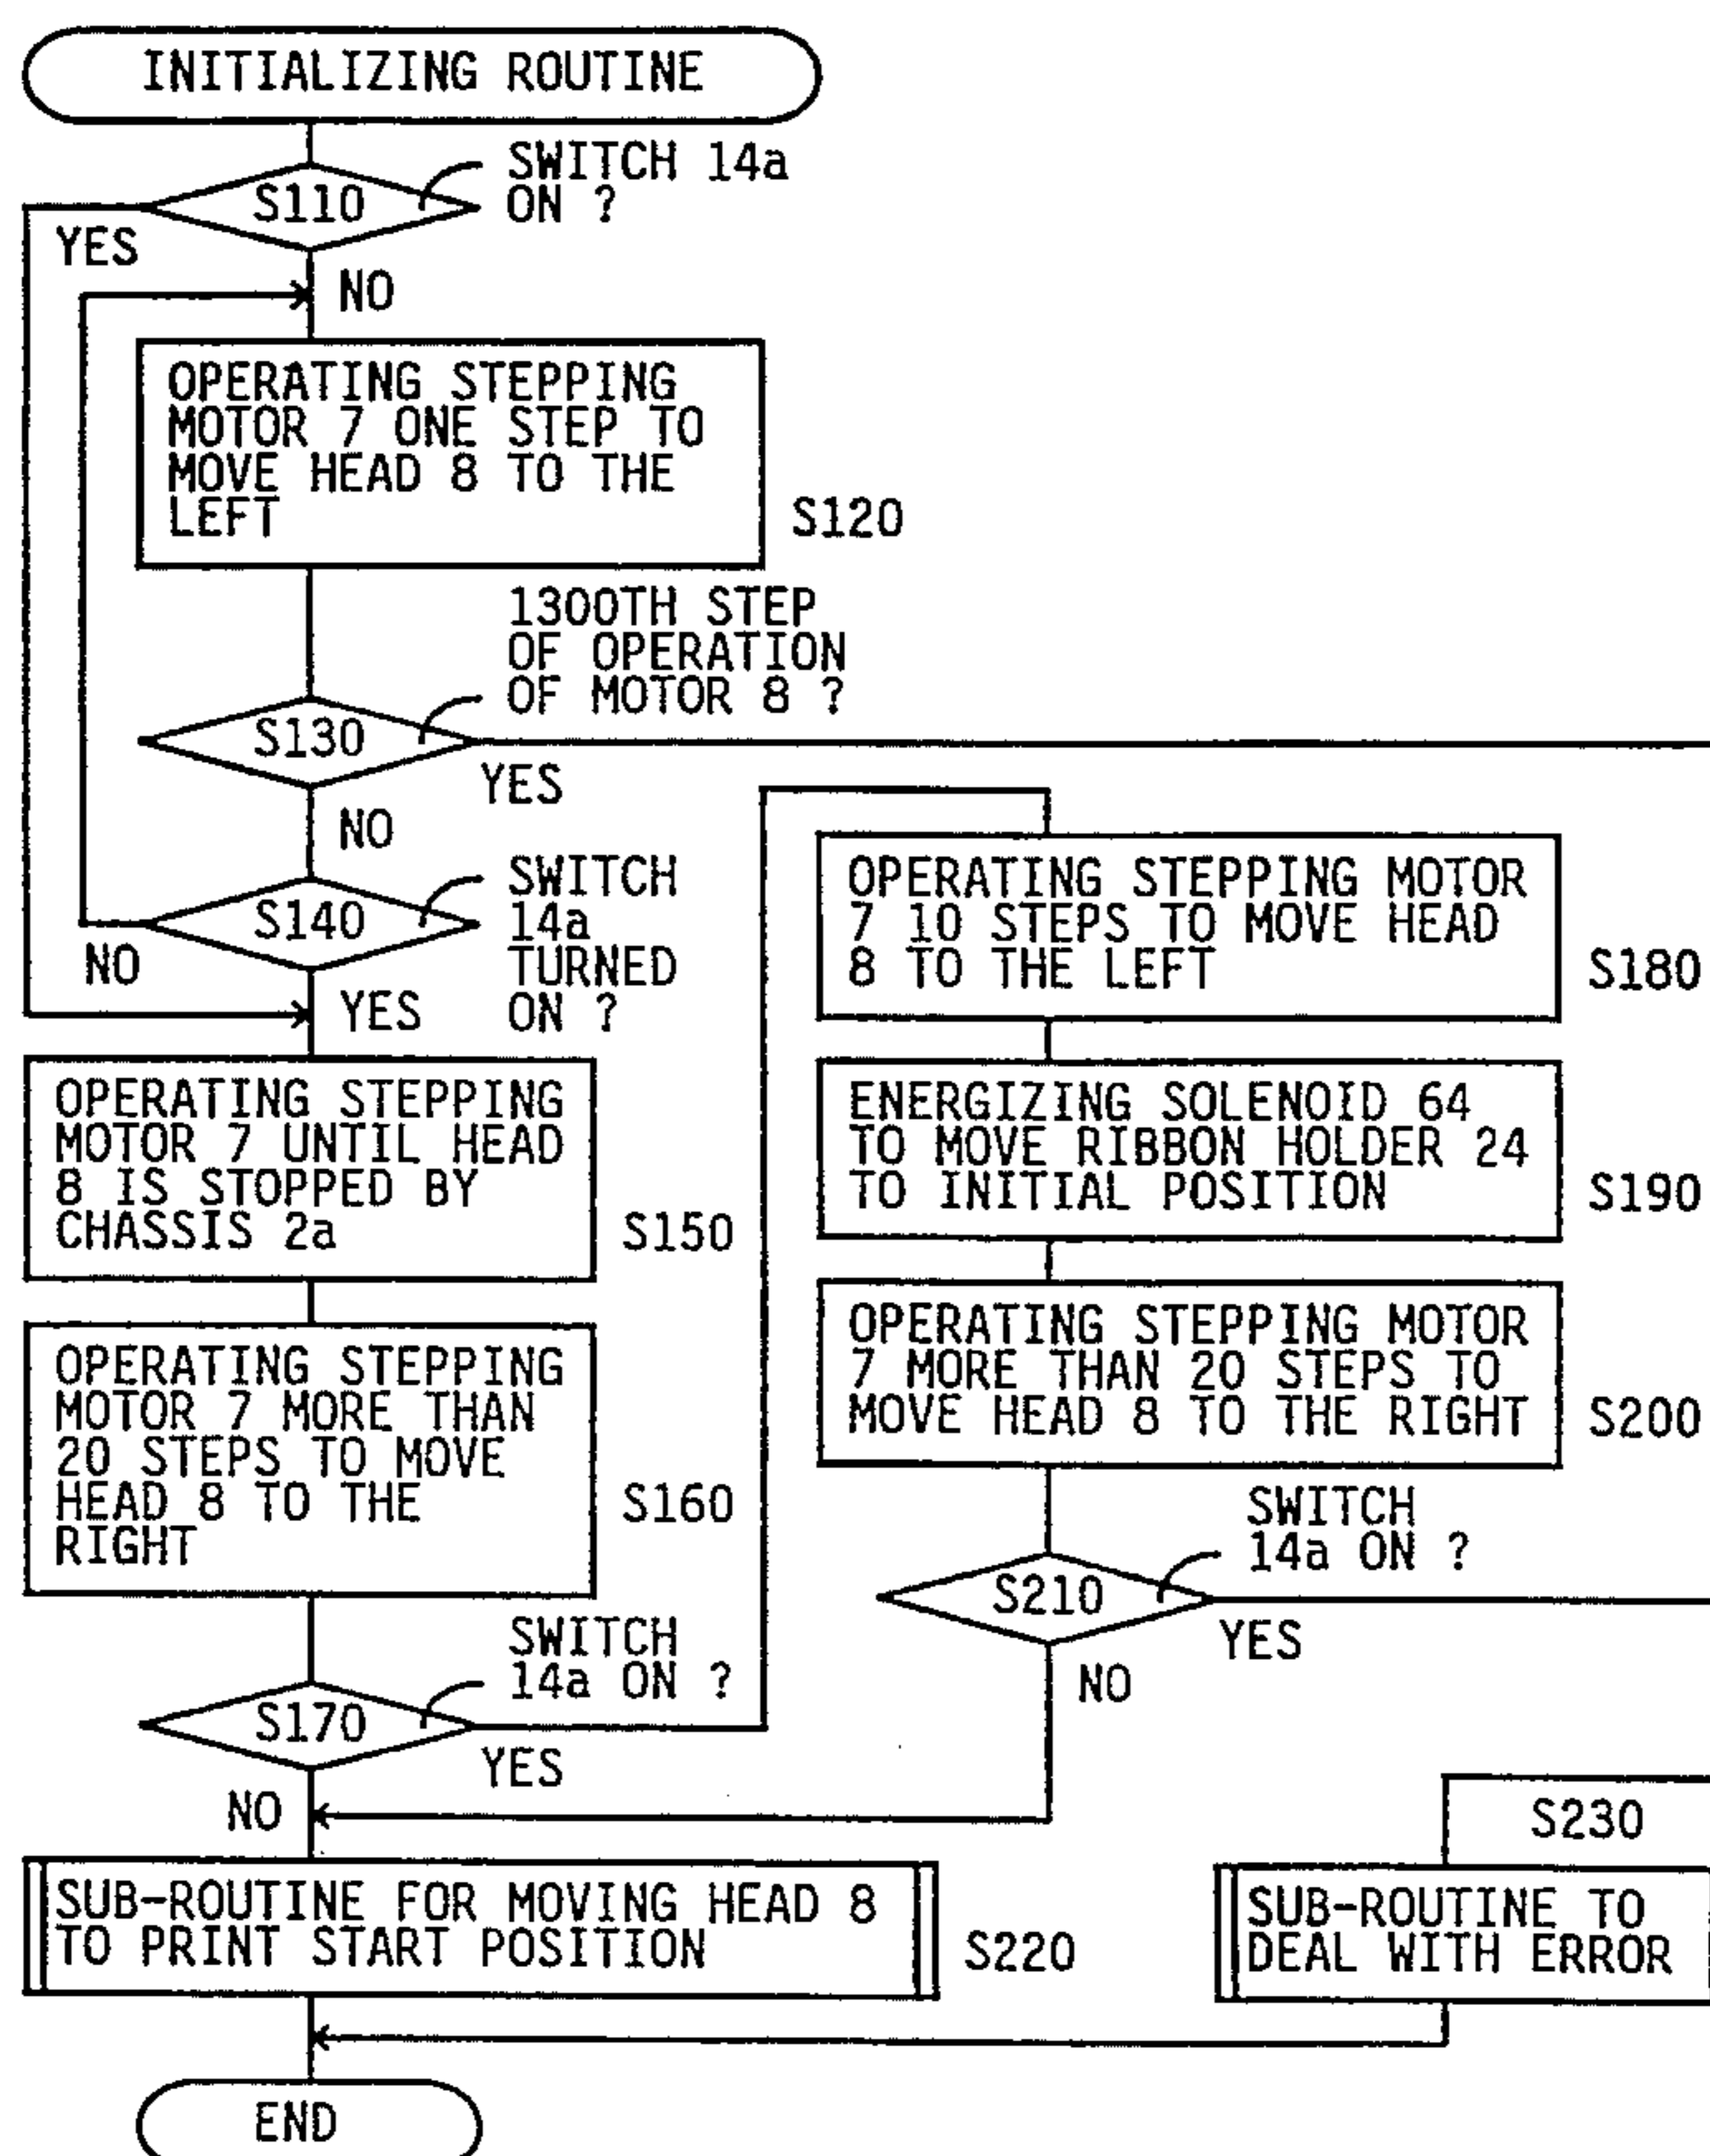 INITIALIZING ROUTINE
SWITCH 14a
ON ?
S110
YES
NO
OPERATING STEPPING
MOTOR 7 ONE STEP TO
MOVE HEAD 8 TO THE
LEFT
S120
1300TH STEP
OF OPERATION
OF MOTOR 8 ?
S130
YES
NO
SWITCH
14a
TURNED
ON ?
S140
NO
YES
OPERATING STEPPING
MOTOR 7 UNTIL HEAD
8 IS STOPPED BY
CHASSIS 2a
S150
OPERATING STEPPING
MOTOR 7 MORE THAN
20 STEPS TO MOVE
HEAD 8 TO THE
RIGHT
S160
SWITCH
14a ON ?
S170
YES
NO
OPERATING STEPPING MOTOR
7 10 STEPS TO MOVE HEAD
8 TO THE LEFT
S180
ENERGIZING SOLENOID 64
TO MOVE RIBBON HOLDER 24
TO INITIAL POSITION
S190
OPERATING STEPPING MOTOR
7 MORE THAN 20 STEPS TO
MOVE HEAD 8 TO THE RIGHT
S200
SWITCH
14a ON ?
S210
YES
NO
SUB-ROUTINE FOR MOVING HEAD 8
TO PRINT START POSITION
S220
S230
SUB-ROUTINE TO
DEAL WITH ERROR
END